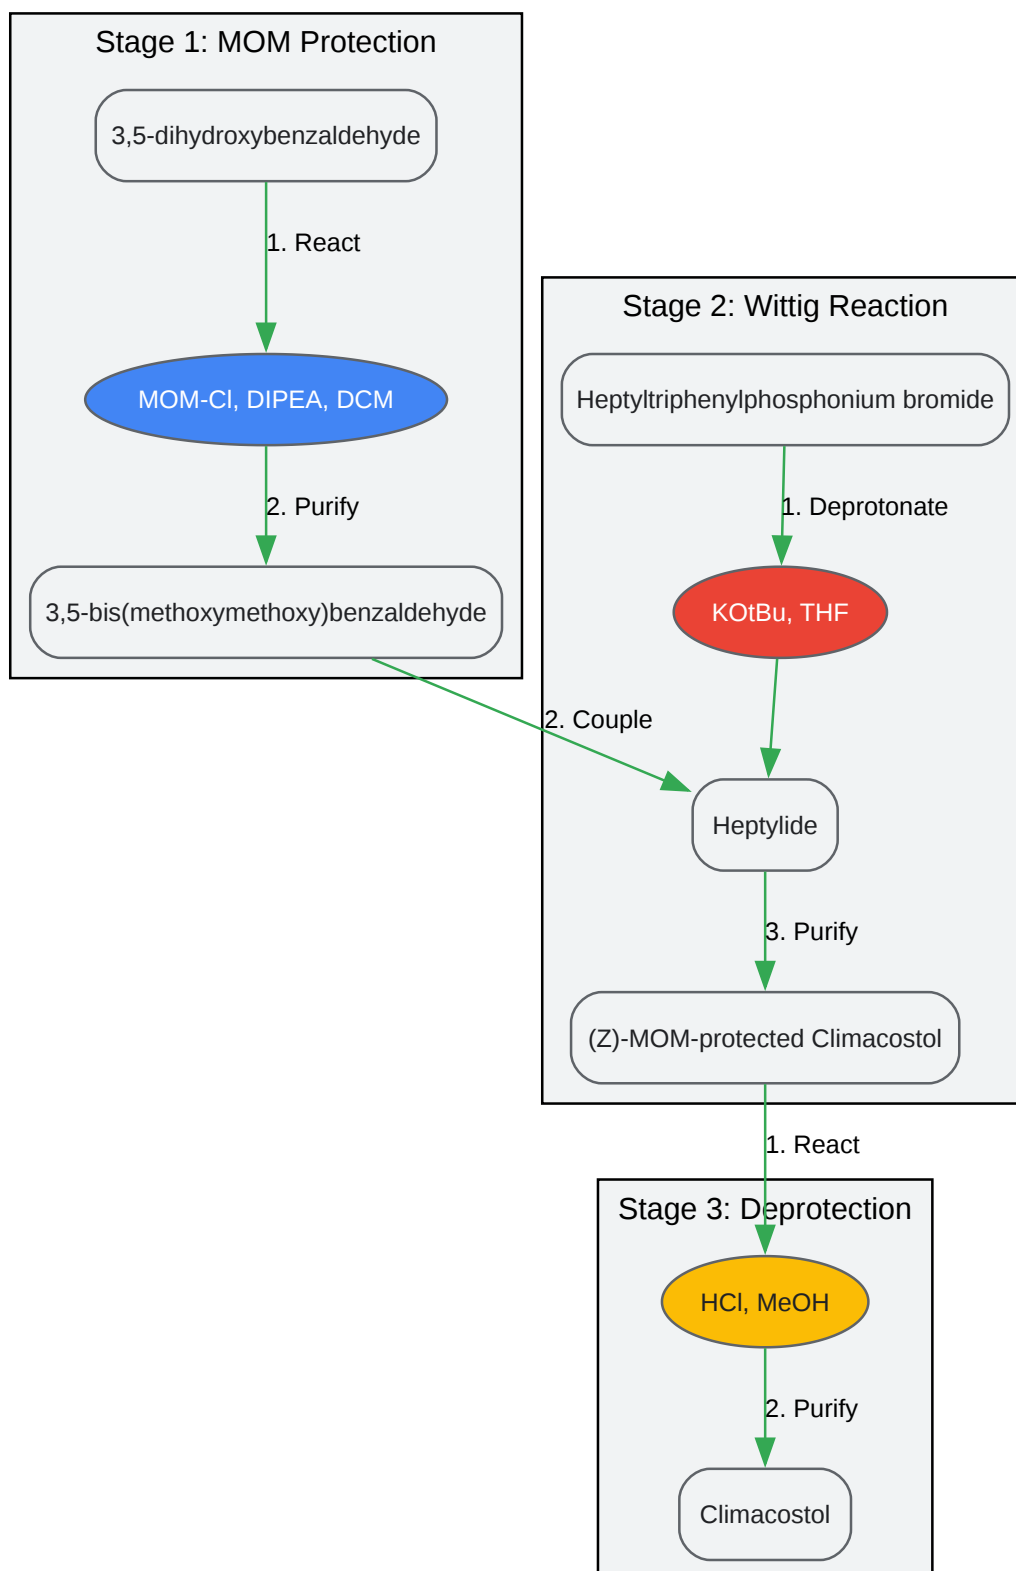 Stage 1: MOM Protection
3,5-dihydroxybenzaldehyde
1. React
MOM-Cl, DIPEA, DCM
2. Purify
3,5-bis(methoxymethoxy)benzaldehyde
Stage 2: Wittig Reaction
Heptyltriphenylphosphonium bromide
1. Deprotonate
KOtBu, THF
2. Couple
Heptylide
3. Purify
(Z)-MOM-protected Climacostol
1. React
Stage 3: Deprotection
HCl, MeOH
2. Purify
Climacostol